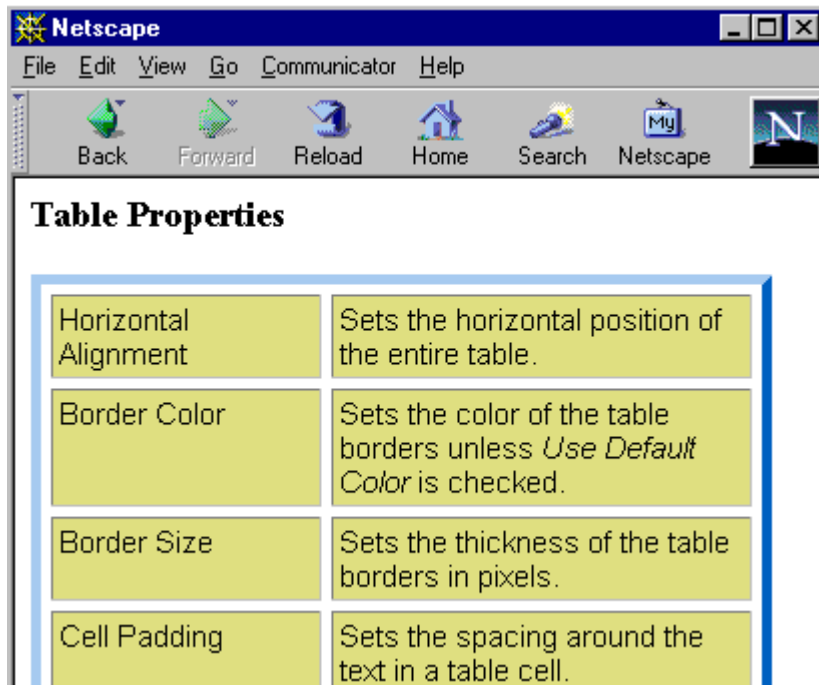 Netscape
File Edit View Go Communicator Help
My
N
Back Forward Reload Home Search Netscape
Table Properties
Horizontal
Alignment
Sets the horizontal position of
the entire table.
Border Color
Sets the color of the table
borders unless Use Default
Color is checked.
Border Size
Sets the thickness of the table
borders in pixels.
Cell Padding
Sets the spacing around the
text in a table cell.